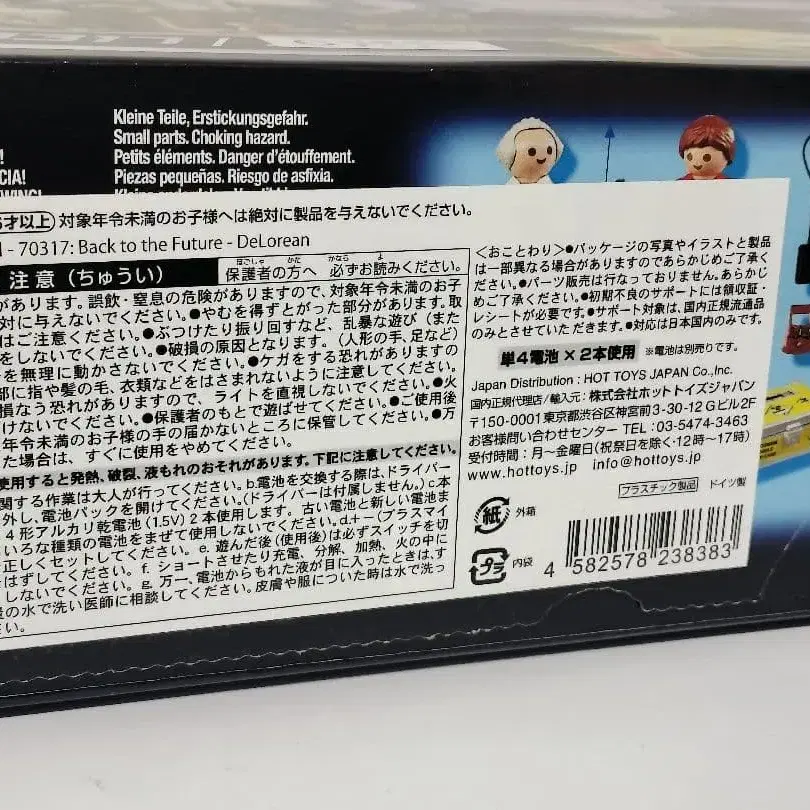 Kleine Teile, Erstickungsgefahr.
Small parts. Choking hazard.
Petits éléments. Danger d'étouffement.
Piezas pequeñas. Riesgo de asfixia.
CIA!
才以上) 対象年令未満のお子様へは絶対に製品を与えないでください。
- 70317: Back to the Future - DeLorean
注意（ちゅうい）
保護者の方へ 必ずお読みください。
があります。誤飲・窒息の危険がありますので、対象年令未満のお子
対に与えないでください。●やむを得ずとがった部分があります。取
はご注意ください。●ぶつけたり振り回すなど、乱暴な遊び（また
をしないでください。●破損の原因となります。（人形の手、足など）
を無理に動かさないでください。●ケガをする恐れがありますの
部に指や髪の毛、衣類などをはさまれないように注意してください。
損なう恐れがありますので、ライトを直視しないでください。●火
けないでください。●保護者のもとで遊ばせてください。●ご使用後
年令未満のお子様の手の届かないところに保管してください。●万
た場合は、すぐに使用をやめてください。
使用すると発熱、破裂、液もれのおそれがあります。下記に注意してください。
関する作業は大人が行ってください。b.電池を交換する際は、ドライバー
外し、電池パックを開けてください。(ドライバーは付属しません。) c.本
4形アルカリ乾電池 (1.5V) 2本使用します。古い電池と新しい電池ま
いろな種類の電池をまぜて使用しないでください。d.+−(プラスマイ
正しくセットしてください。e. 遊んだ後(使用後)は必ずスイッチを切
はずしてください。f. ショートさせたり充電、分解、加熱、火の中に
しないでください。g. 万一、電池からもれた液が目に入ったときは、す
の水で洗い医師に相談してください。皮膚や服についた時は水で洗っ
い。
＜おことわり＞●パッケージの写真やイラストと製品
は一部異なる場合がありますのであらかじめご了承く
ださい。●パーツ販売は行なっておりません。あらかじ
めご了承ください。●初期不良のサポートには領収証・
レシートが必要です。●サポート対象は、国内正規流通品
のみとさせていただきます。●対応は日本国内のみです。
単4電池×2本使用 ※電池は別売りです。
Japan Distribution : HOT TOYS JAPAN Co.,Inc.
国内正規代理店／輸入元：株式会社ホットトイズジャパン
〒150-0001東京都渋谷区神宮前3-30-12 Gビル2F
お客様問い合わせセンター TEL：03-5474-3463
受付時間：月〜金曜日(祝祭日を除く・12時〜17時)
www.hottoys.jp info@hottoys.jp
プラスチック製品 ドイツ製
紙 外箱
プラ 内袋
4 582578 238383